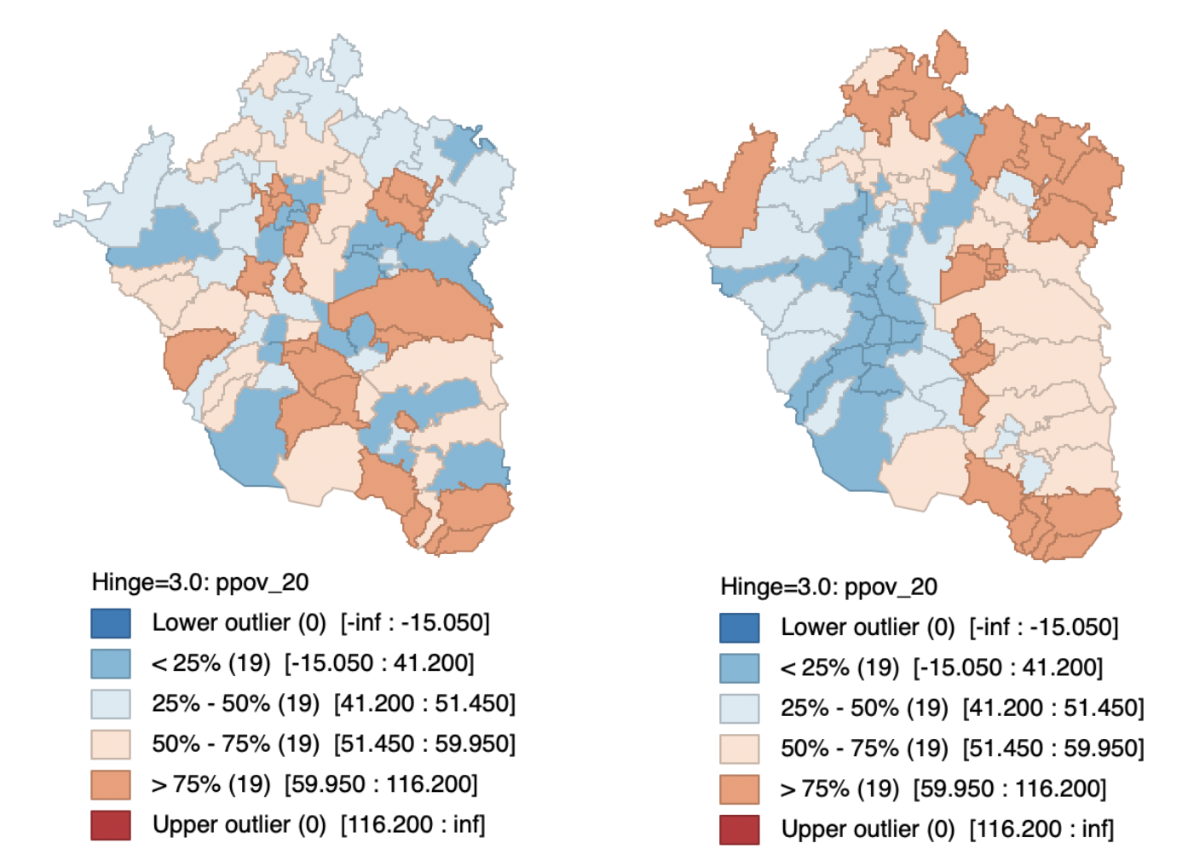 Hinge=3.0: ppov_20
Lower outlier (0) [-inf : -15.050]
< 25% (19) [-15.050 : 41.200]
25% - 50% (19) [41.200 : 51.450]
50% - 75% (19) [51.450 : 59.950]
> 75% (19) [59.950 : 116.200]
Upper outlier (0) [116.200 : inf]
Hinge=3.0: ppov_20
Lower outlier (0) [-inf : -15.050]
< 25% (19) [-15.050 : 41.200]
25% - 50% (19) [41.200 : 51.450]
50% - 75% (19) [51.450 : 59.950]
> 75% (19) [59.950 : 116.200]
Upper outlier (0) [116.200 : inf]